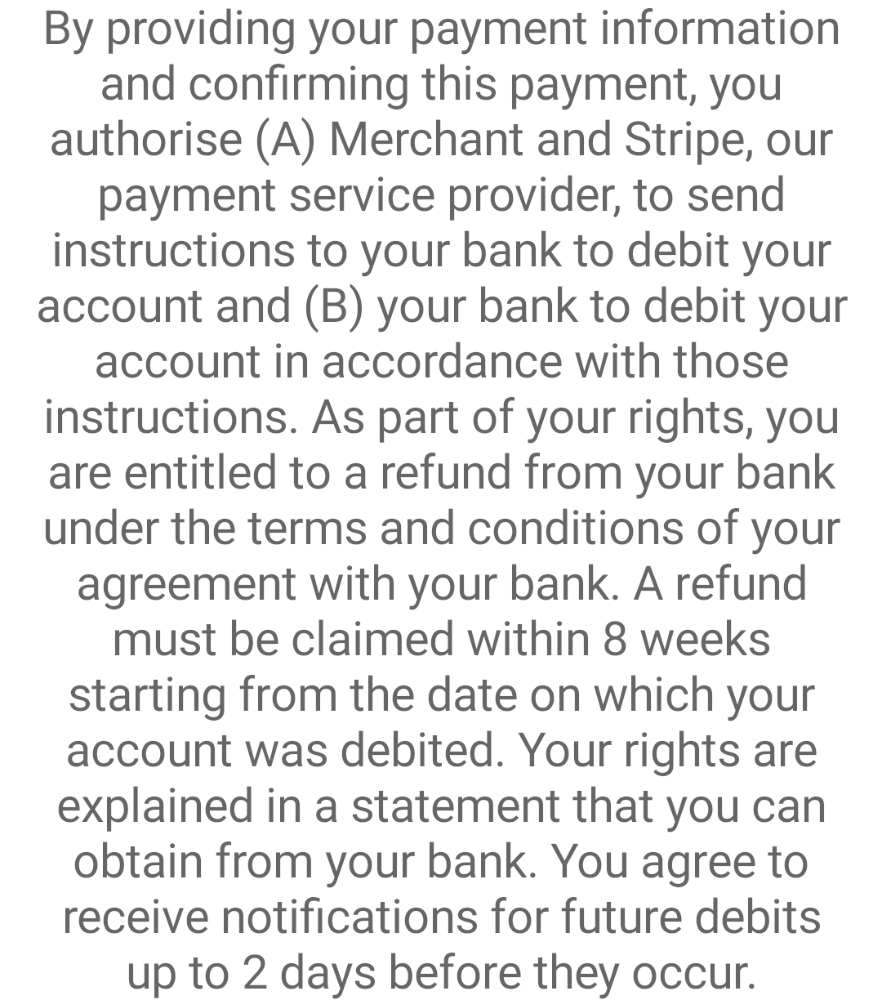 By providing your payment information
and confirming this payment, you
authorise (A) Merchant and Stripe, our
payment service provider, to send
instructions to your bank to debit your
account and (B) your bank to debit your
account in accordance with those
instructions. As part of your rights, you
are entitled to a refund from your bank
under the terms and conditions of your
agreement with your bank. A refund
must be claimed within 8 weeks
starting from the date on which your
account was debited. Your rights are
explained in a statement that you can
obtain from your bank. You agree to
receive notifications for future debits
up to 2 days before they occur.